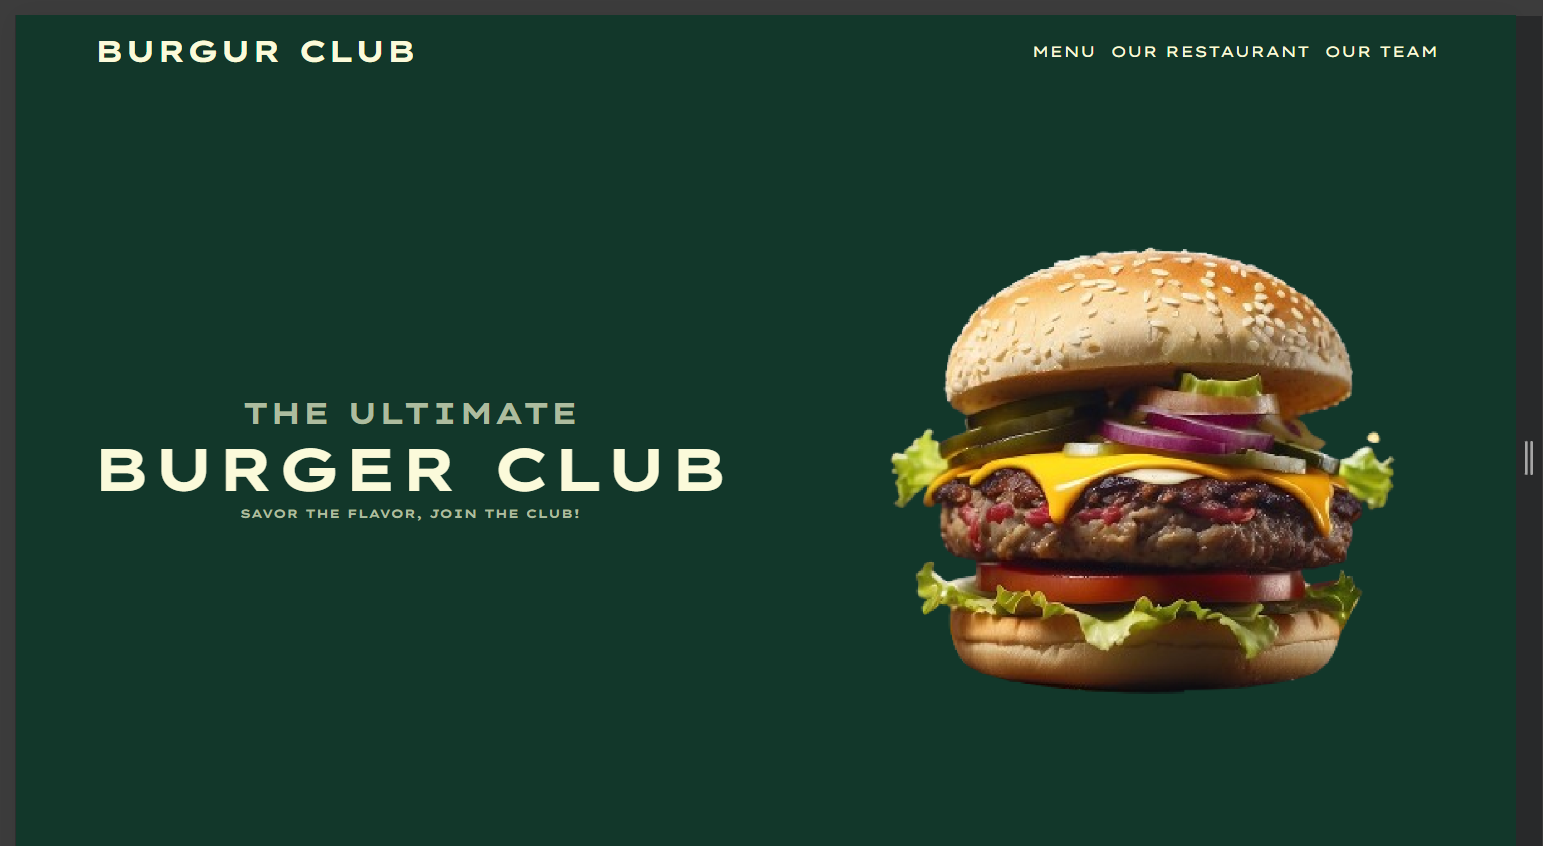 BURGUR CLUB
MENU OUR RESTAURANT OUR TEAM
THE ULTIMATE
BURGER CLUB
SAVOR THE FLAVOR, JOIN THE CLUB!